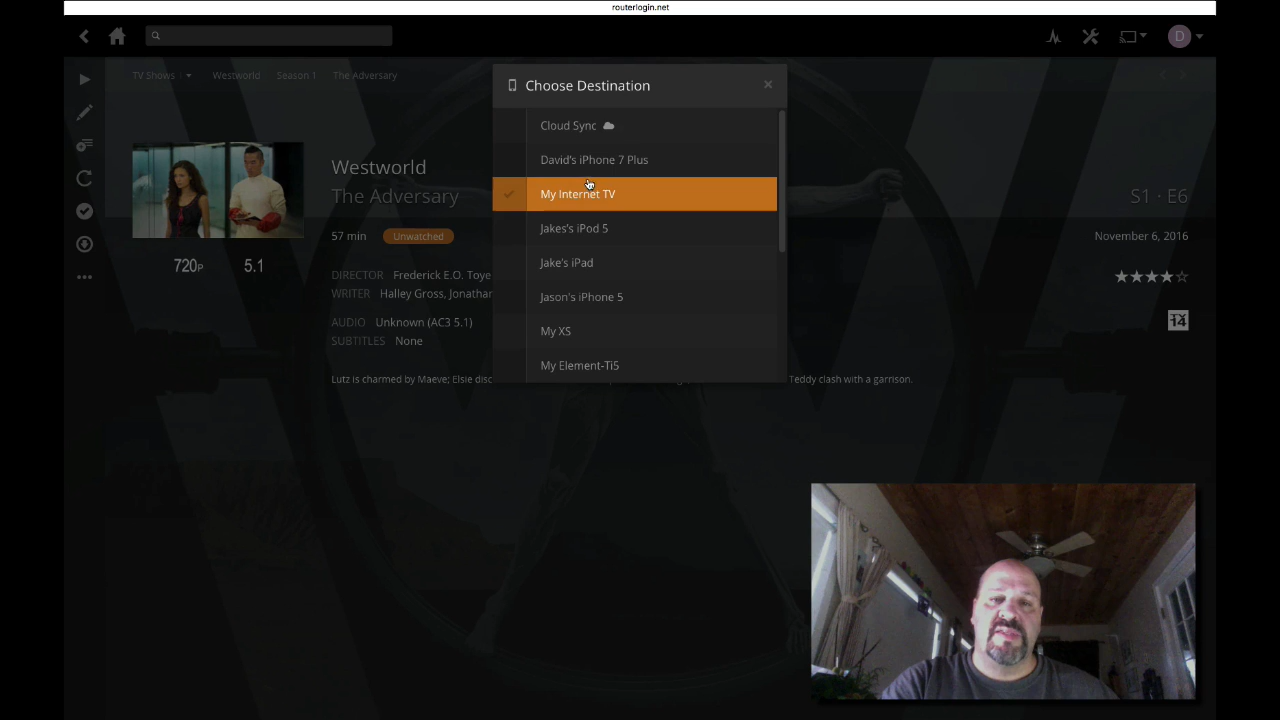 routerlogin.net
D
TV Shows Westworld Season 1 The Adversary
Choose Destination ×
Cloud Sync
David's iPhone 7 Plus
My Internet TV
Jakes's iPod 5
Jake's iPad
Jason's iPhone 5
My XS
My Element-Ti5
Westworld
The Adversary
S1 · E6
57 min Unwatched
November 6, 2016
720P 5.1
DIRECTOR Frederick E.O. Toye
WRITER Halley Gross, Jonathan
AUDIO Unknown (AC3 5.1)
SUBTITLES None
14
Lutz is charmed by Maeve; Elsie disc Teddy clash with a garrison.